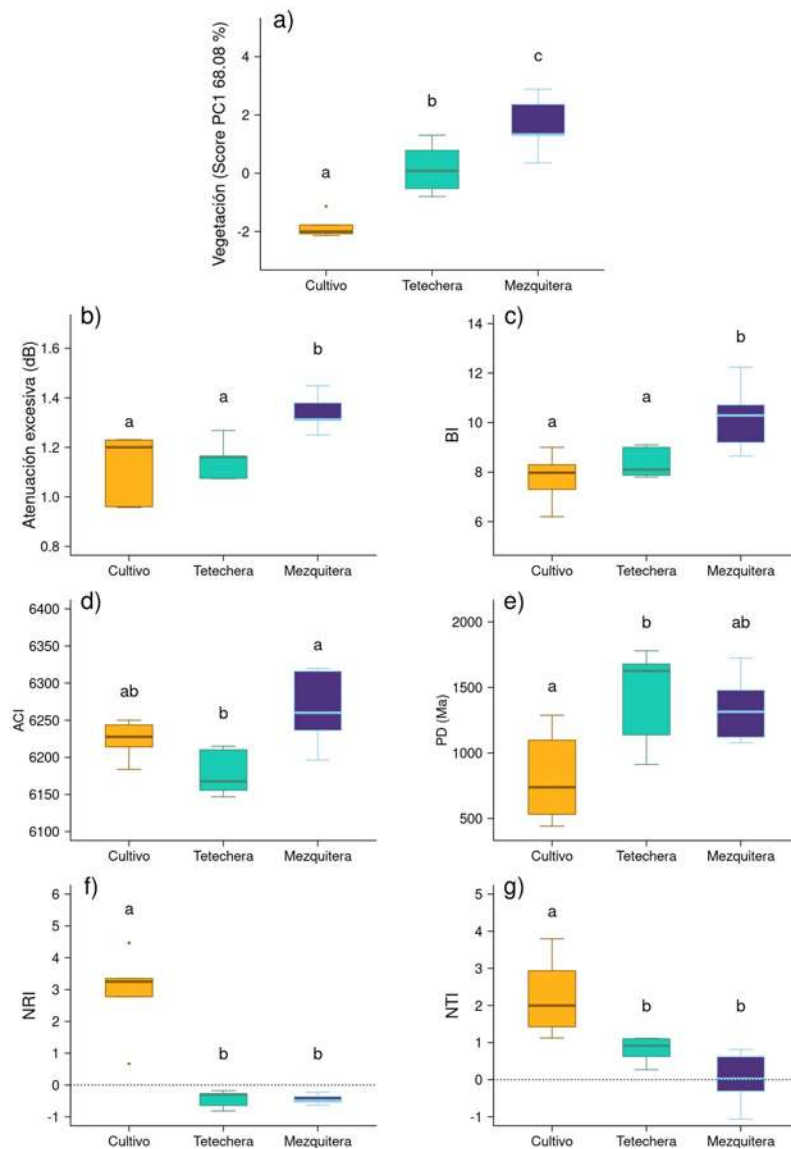 a)
Vegetación (Score PC1 68.08 %)
4
2
0
-2
a
b
c
Cultivo Tetechera Mezquitera
b)
Atenuación excesiva (dB)
1.6
1.4
1.2
1.0
0.8
a
a
b
Cultivo Tetechera Mezquitera
c)
BI
14
12
10
8
6
a
a
b
Cultivo Tetechera Mezquitera
d)
ACI
6400
6350
6300
6250
6200
6150
6100
ab
b
a
Cultivo Tetechera Mezquitera
e)
PD (Ma)
2000
1500
1000
500
a
b
ab
Cultivo Tetechera Mezquitera
f)
NRI
6
5
4
3
2
1
0
-1
a
b
b
Cultivo Tetechera Mezquitera
g)
NTI
5
4
3
2
1
0
-1
a
b
b
Cultivo Tetechera Mezquitera